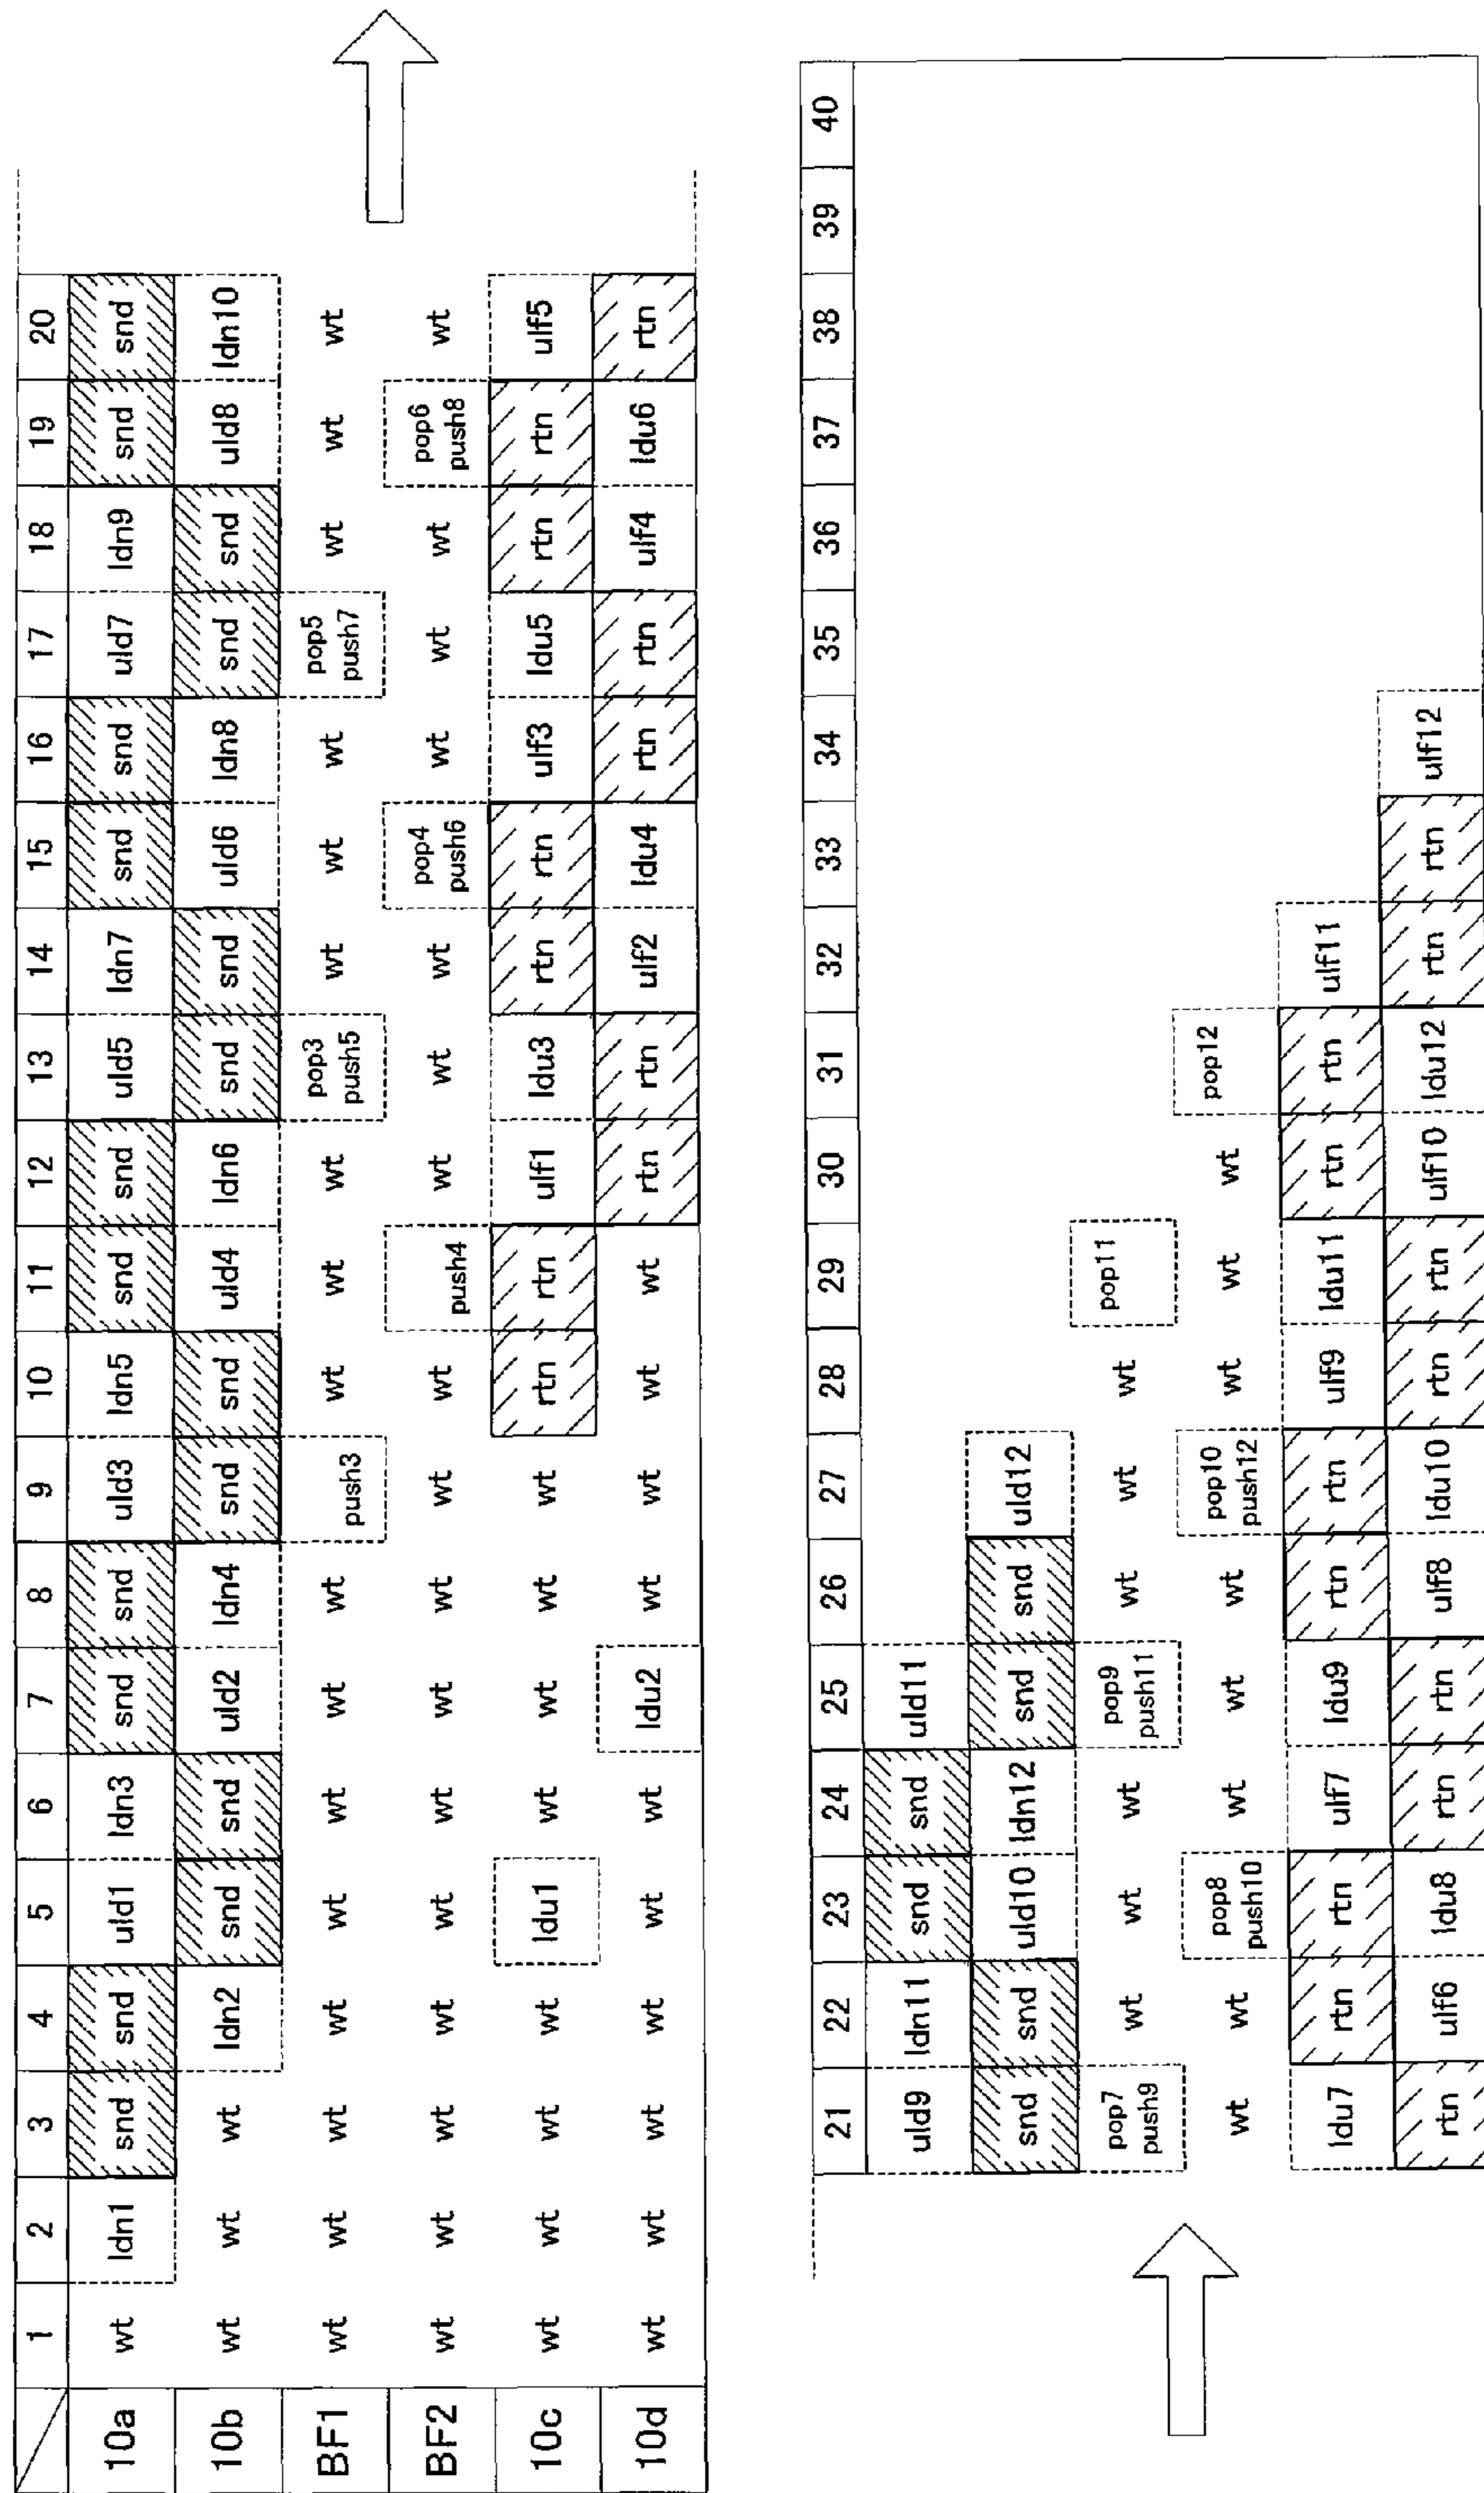 1 2 3 4 5 6 7 8 9 10 11 12 13 14 15 16 17 18 19 20
10a wt ldn1 snd snd uld1 ldn3 snd snd uld3 ldn5 snd snd uld5 ldn7 snd snd uld7 ldn9 snd snd
10b wt wt wt ldn2 snd snd uld2 ldn4 snd snd uld4 ldn6 snd snd uld6 ldn8 snd snd uld8 ldn10
BF1 wt wt wt wt wt wt wt wt push3 wt wt wt pop3 push5 wt wt wt pop5 push7 wt wt wt
BF2 wt wt wt wt wt wt wt wt wt wt push4 wt wt wt pop4 push6 wt wt wt pop6 push8 wt
10c wt wt wt wt ldu1 wt wt wt wt rtn rtn ulf1 ldu3 rtn rtn ulf3 ldu5 rtn rtn ulf5
10d wt wt wt wt wt wt ldu2 wt wt wt wt rtn rtn ulf2 ldu4 rtn rtn ulf4 ldu6 rtn
21 22 23 24 25 26 27 28 29 30 31 32 33 34 35 36 37 38 39 40
uld9 ldn11 snd snd uld11
snd snd uld10 ldn12 snd snd uld12
pop7 push9 wt wt wt pop9 push11 wt wt wt pop11
wt wt pop8 push10 wt wt wt pop10 push12 wt wt wt pop12
ldu7 rtn rtn ulf7 ldu9 rtn rtn ulf9 ldu11 rtn rtn ulf11
rtn ulf6 ldu8 rtn rtn ulf8 ldu10 rtn rtn ulf10 ldu12 rtn rtn ulf12